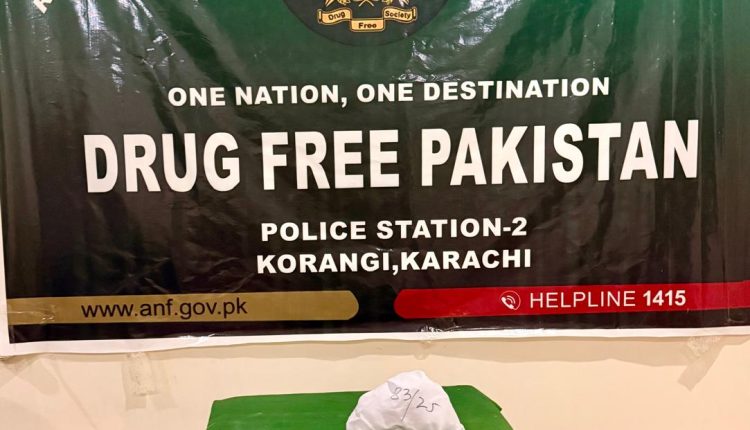 Drug Free Society
ONE NATION, ONE DESTINATION
DRUG FREE PAKISTAN
POLICE STATION-2
KORANGI,KARACHI
www.anf.gov.pk
HELPLINE 1415
83/25